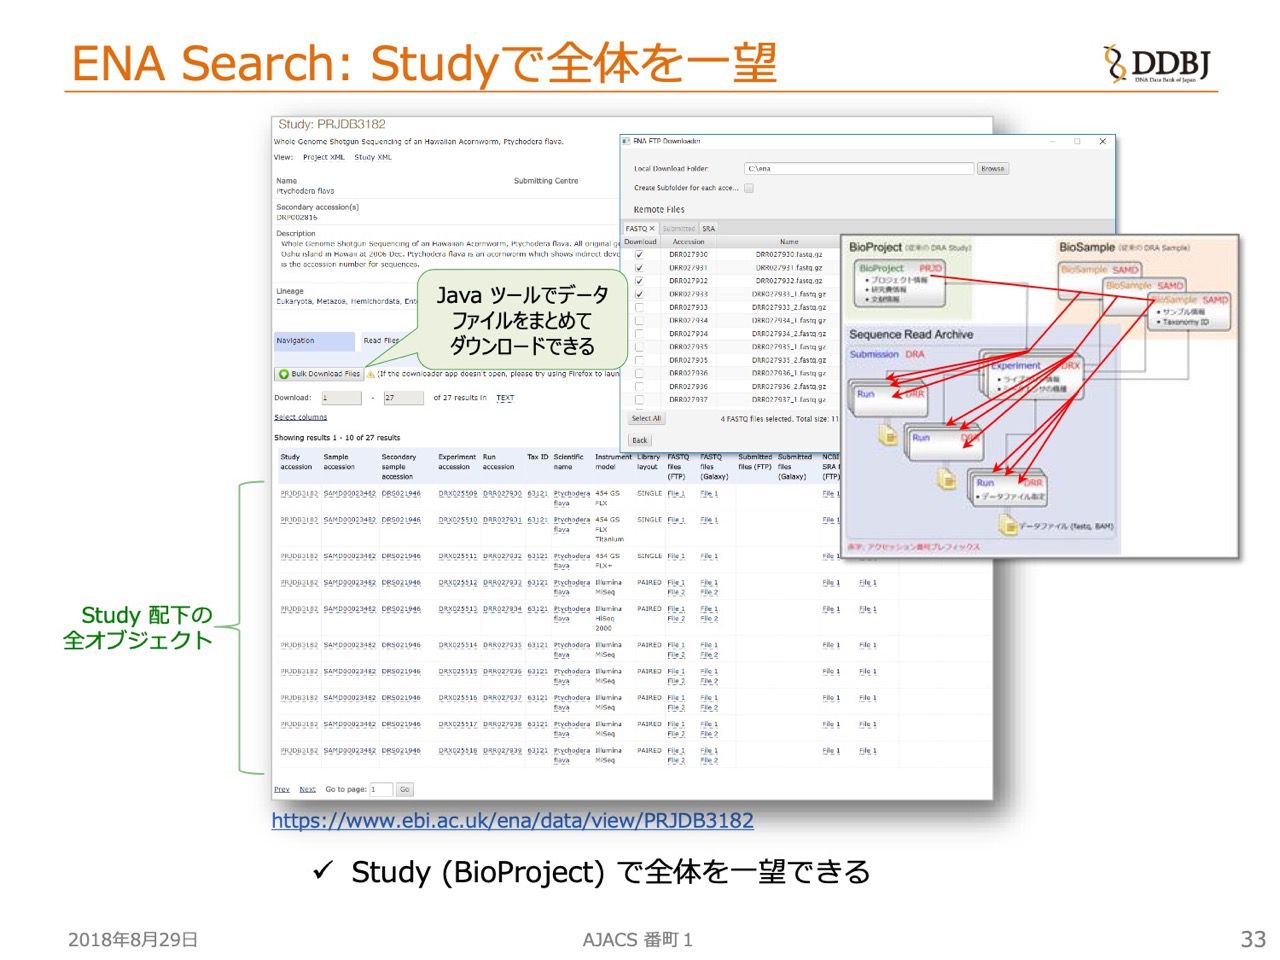 ENA Search: Studyで全体を一望
DDBJ
DNA Data Bank of Japan
Study: PRJDB3182
Whole Genome Shotgun Sequencing of an Hawaiian Acornworm, Ptychodera flava.
View: Project XML Study XML
Name
Submitting Centre
Ptychodera flava
Secondary accession(s)
DRP002816
Description
Whole Genome Shotgun Sequencing of an Hawaiian Acornworm, Ptychodera flava. All original
Oahu island in Hawaii at 2006 Dec. Ptychodera flava is an acornworm which shows indirect
is the accession number for sequences.
Lineage
Eukaryota, Metazoa, Hemichordata,
Navigation
Read Files
Bulk Download Files
(If the downloader app doesn't open, please try using Firefox to
Download: 1 - 27 of 27 results in TEXT
Select columns
Showing results 1 - 10 of 27 results
Java ツールでデータ
ファイルをまとめて
ダウンロードできる
ENA FTP Downloader
Local Download Folder: C:\ena Browse
Create Subfolder for each acce...
Remote Files
FASTQ Submitted SRA
Download Accession Name
DRR027930 DRR027930.fastq.gz
DRR027931 DRR027931.fastq.gz
DRR027932 DRR027932.fastq.gz
DRR027933 DRR027933_1.fastq.gz
DRR027933 DRR027933_2.fastq.gz
DRR027934 DRR027934_1.fastq.gz
DRR027934 DRR027934_2.fastq.gz
DRR027935 DRR027935_1.fastq.gz
DRR027935 DRR027935_2.fastq.gz
DRR027936 DRR027936_1.fastq.gz
DRR027936 DRR027936_2.fastq.gz
DRR027937 DRR027937_1.fastq.gz
Select All
4 FASTQ files selected. Total size: 11
Back
BioProject (従来の DRA Study)
BioProject PRJD
• プロジェクト情報
• 研究費情報
• 文献情報
BioSample (従来の DRA Sample)
BioSample SAMD
BioSample SAMD
BioSample SAMD
• サンプル情報
• Taxonomy ID
Sequence Read Archive
Submission DRA
Experiment DRX
Run DRR
Run
Run DRR
• データファイル指定
データファイル (fastq, BAM)
赤字: アクセッション番号プレフィックス
Study accession Sample accession Secondary sample accession Experiment accession Run accession Tax ID Scientific name Instrument model Library layout FASTQ files (FTP) FASTQ files (Galaxy) Submitted files (FTP) Submitted files (Galaxy) NCBI SRA (FTP)
PRJDB3182 SAMD00023482 DRS021946 DRX025509 DRR027930 63121 Ptychodera flava 454 GS FLX SINGLE File 1 File 1 File 1
PRJDB3182 SAMD00023482 DRS021946 DRX025510 DRR027931 63121 Ptychodera flava 454 GS FLX Titanium SINGLE File 1 File 1 File 1
PRJDB3182 SAMD00023482 DRS021946 DRX025511 DRR027932 63121 Ptychodera flava 454 GS FLX+ SINGLE File 1 File 1 File 1 File 1
PRJDB3182 SAMD00023482 DRS021946 DRX025512 DRR027933 63121 Ptychodera flava Illumina MiSeq PAIRED File 1 File 2 File 1 File 2 File 1 File 1
PRJDB3182 SAMD00023482 DRS021946 DRX025513 DRR027934 63121 Ptychodera flava Illumina HiSeq 2000 PAIRED File 1 File 2 File 1 File 2 File 1 File 1
PRJDB3182 SAMD00023482 DRS021946 DRX025514 DRR027935 63121 Ptychodera flava Illumina MiSeq PAIRED File 1 File 2 File 1 File 2 File 1 File 1
PRJDB3182 SAMD00023482 DRS021946 DRX025515 DRR027936 63121 Ptychodera flava Illumina MiSeq PAIRED File 1 File 2 File 1 File 2 File 1 File 1
PRJDB3182 SAMD00023482 DRS021946 DRX025516 DRR027937 63121 Ptychodera flava Illumina MiSeq PAIRED File 1 File 2 File 1 File 2 File 1 File 1
PRJDB3182 SAMD00023482 DRS021946 DRX025517 DRR027938 63121 Ptychodera flava Illumina MiSeq PAIRED File 1 File 2 File 1 File 2 File 1 File 1
PRJDB3182 SAMD00023482 DRS021946 DRX025518 DRR027939 63121 Ptychodera flava Illumina MiSeq PAIRED File 1 File 2 File 1 File 2 File 1 File 1
Study 配下の
全オブジェクト
Prev Next Go to page: 1 Go
https://www.ebi.ac.uk/ena/data/view/PRJDB3182
✓ Study (BioProject) で全体を一望できる
2018年8月29日
AJACS 番町 1
33